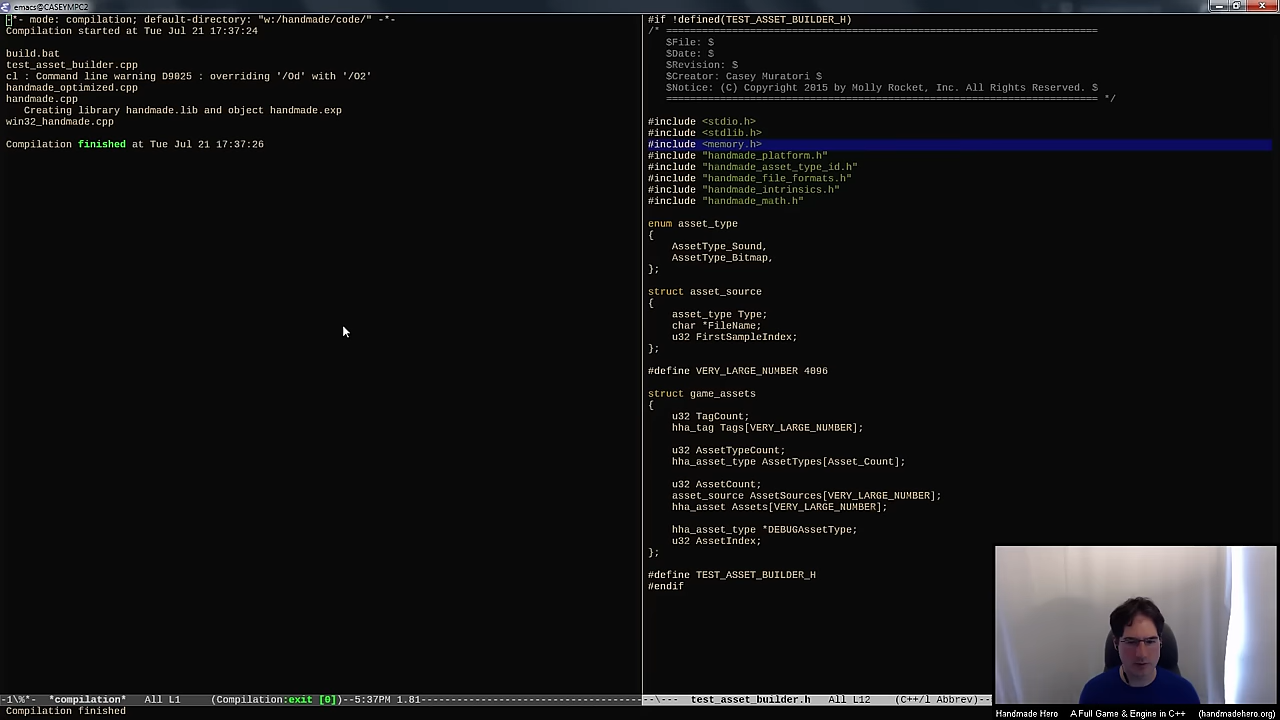 emacs@CASEYMPC2
-*- mode: compilation; default-directory: "w:/handmade/code/" -*-
Compilation started at Tue Jul 21 17:37:24
build.bat
test_asset_builder.cpp
cl : Command line warning D9025 : overriding '/Od' with '/O2'
handmade_optimized.cpp
handmade.cpp
Creating library handmade.lib and object handmade.exp
win32_handmade.cpp
Compilation finished at Tue Jul 21 17:37:26
-1\%*-  *compilation*   All L1     (Compilation:exit [0])--5:37PM 1.81
Compilation finished
#if !defined(TEST_ASSET_BUILDER_H)
/* ========================================================================
$File: $
$Date: $
$Revision: $
$Creator: Casey Muratori $
$Notice: (C) Copyright 2015 by Molly Rocket, Inc. All Rights Reserved. $
======================================================================== */
#include <stdio.h>
#include <stdlib.h>
#include <memory.h>
#include "handmade_platform.h"
#include "handmade_asset_type_id.h"
#include "handmade_file_formats.h"
#include "handmade_intrinsics.h"
#include "handmade_math.h"
enum asset_type
{
AssetType_Sound,
AssetType_Bitmap,
};
struct asset_source
{
asset_type Type;
char *FileName;
u32 FirstSampleIndex;
};
#define VERY_LARGE_NUMBER 4096
struct game_assets
{
u32 TagCount;
hha_tag Tags[VERY_LARGE_NUMBER];
u32 AssetTypeCount;
hha_asset_type AssetTypes[Asset_Count];
u32 AssetCount;
asset_source AssetSources[VERY_LARGE_NUMBER];
hha_asset Assets[VERY_LARGE_NUMBER];
hha_asset_type *DEBUGAssetType;
u32 AssetIndex;
};
#define TEST_ASSET_BUILDER_H
#endif
--\---  test_asset_builder.h   All L12    (C++/l Abbrev)--
Handmade Hero    A Full Game & Engine in C++    (handmadehero.org)